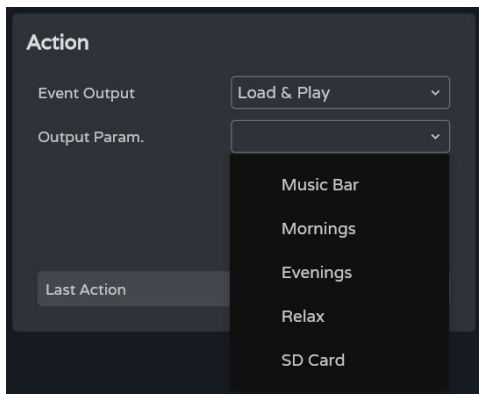 Action
Event Output
Load & Play
Output Param.
Music Bar
Mornings
Evenings
Last Action
Relax
SD Card